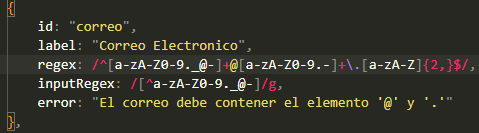 {
id: "correo",
label: "Correo Electronico",
regex: /^[a-zA-Z0-9._@-]+@[a-zA-Z0-9.-]+\.[a-zA-Z]{2,}$/,
inputRegex: /[^a-zA-Z0-9._@-]/g,
error: "El correo debe contener el elemento '@' y '.'"
},